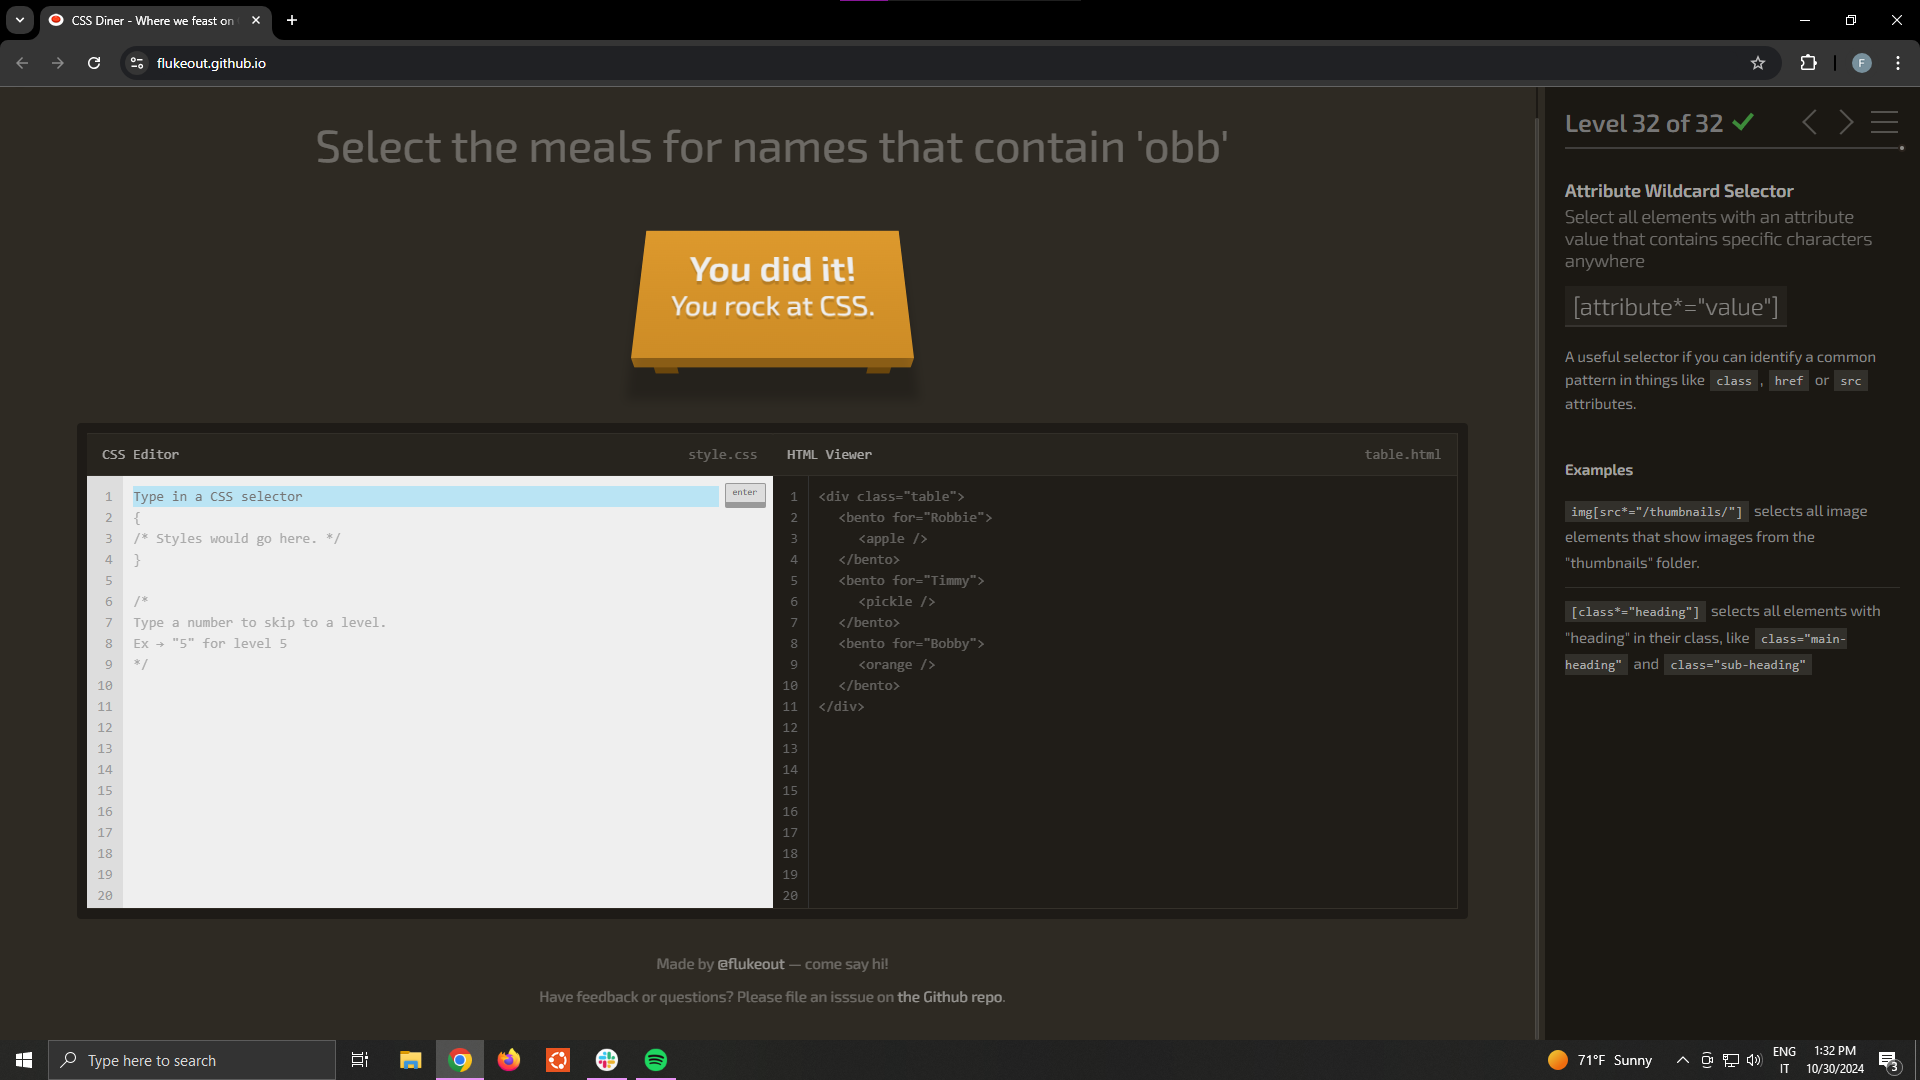 CSS Diner - Where we feast on
flukeout.github.io
F
Select the meals for names that contain 'obb'
You did it!
You rock at CSS.
CSS Editor
style.css
HTML Viewer
table.html
1
2
3
4
5
6
7
8
9
10
11
12
13
14
15
16
17
18
19
20
Type in a CSS selector
enter
{
/* Styles would go here. */
}
/*
Type a number to skip to a level.
Ex → "5" for level 5
*/
1
2
3
4
5
6
7
8
9
10
11
12
13
14
15
16
17
18
19
20
<div class="table">
<bento for="Robbie">
<apple />
</bento>
<bento for="Timmy">
<pickle />
</bento>
<bento for="Bobby">
<orange />
</bento>
</div>
Made by @flukeout — come say hi!
Have feedback or questions? Please file an isssue on the Github repo.
Level 32 of 32
Attribute Wildcard Selector
Select all elements with an attribute
value that contains specific characters
anywhere
[attribute*="value"]
A useful selector if you can identify a common
pattern in things like class , href or src
attributes.
Examples
img[src*="/thumbnails/"] selects all image
elements that show images from the
"thumbnails" folder.
[class*="heading"] selects all elements with
"heading" in their class, like class="main-
heading" and class="sub-heading"
Type here to search
71°F Sunny
ENG
IT
1:32 PM
10/30/2024
3